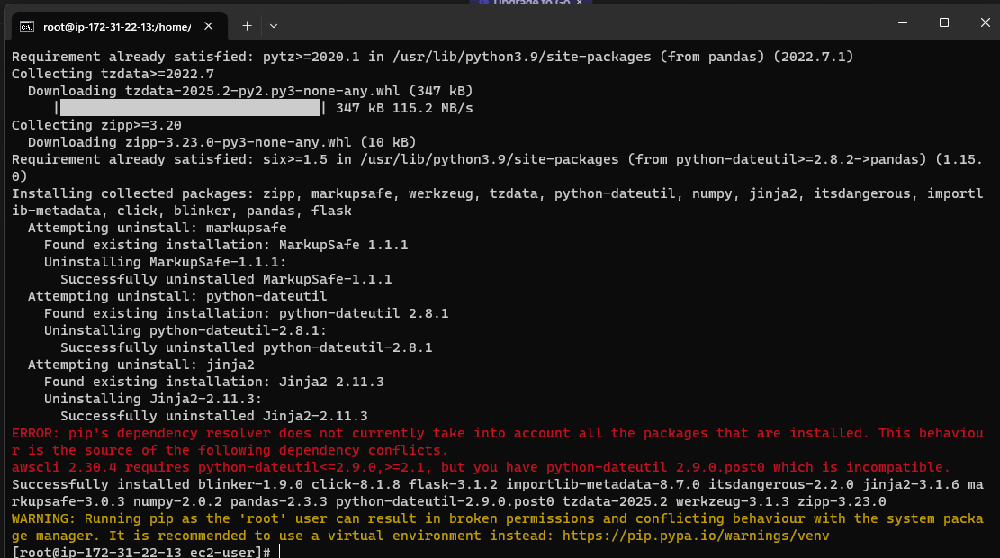 Upgrade to Go ×
root@ip-172-31-22-13:/home/
Requirement already satisfied: pytz>=2020.1 in /usr/lib/python3.9/site-packages (from pandas) (2022.7.1)
Collecting tzdata>=2022.7
  Downloading tzdata-2025.2-py2.py3-none-any.whl (347 kB)
     |████████████████████████████████| 347 kB 115.2 MB/s
Collecting zipp>=3.20
  Downloading zipp-3.23.0-py3-none-any.whl (10 kB)
Requirement already satisfied: six>=1.5 in /usr/lib/python3.9/site-packages (from python-dateutil>=2.8.2->pandas) (1.15.
0)
Installing collected packages: zipp, markupsafe, werkzeug, tzdata, python-dateutil, numpy, jinja2, itsdangerous, importl
ib-metadata, click, blinker, pandas, flask
  Attempting uninstall: markupsafe
    Found existing installation: MarkupSafe 1.1.1
    Uninstalling MarkupSafe-1.1.1:
      Successfully uninstalled MarkupSafe-1.1.1
  Attempting uninstall: python-dateutil
    Found existing installation: python-dateutil 2.8.1
    Uninstalling python-dateutil-2.8.1:
      Successfully uninstalled python-dateutil-2.8.1
  Attempting uninstall: jinja2
    Found existing installation: Jinja2 2.11.3
    Uninstalling Jinja2-2.11.3:
      Successfully uninstalled Jinja2-2.11.3
ERROR: pip's dependency resolver does not currently take into account all the packages that are installed. This behaviou
r is the source of the following dependency conflicts.
awscli 2.30.4 requires python-dateutil<=2.9.0,>=2.1, but you have python-dateutil 2.9.0.post0 which is incompatible.
Successfully installed blinker-1.9.0 click-8.1.8 flask-3.1.2 importlib-metadata-8.7.0 itsdangerous-2.2.0 jinja2-3.1.6 ma
rkupsafe-3.0.3 numpy-2.0.2 pandas-2.3.3 python-dateutil-2.9.0.post0 tzdata-2025.2 werkzeug-3.1.3 zipp-3.23.0
WARNING: Running pip as the 'root' user can result in broken permissions and conflicting behaviour with the system packa
ge manager. It is recommended to use a virtual environment instead: https://pip.pypa.io/warnings/venv
[root@ip-172-31-22-13 ec2-user]#